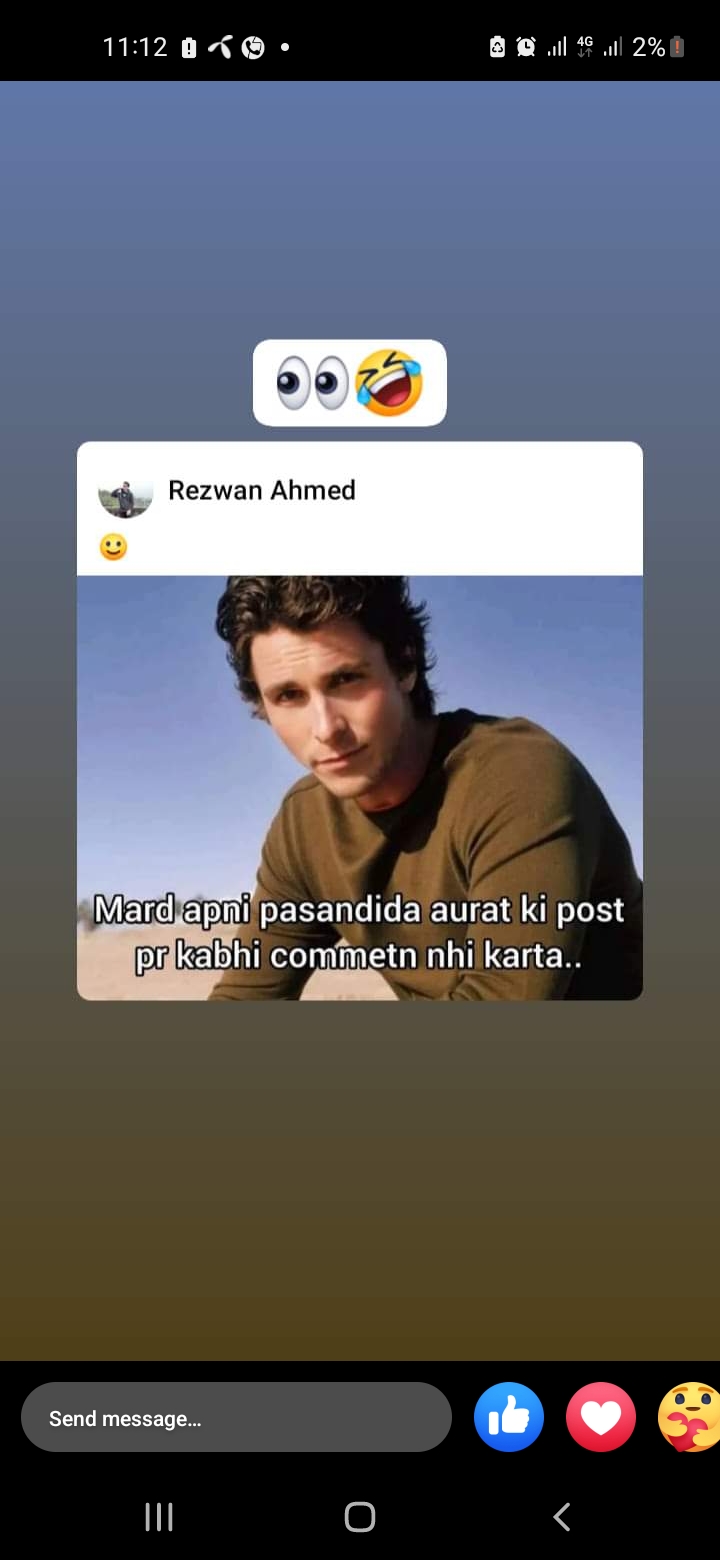 11:12
4G
2%
👀🤣
Rezwan Ahmed
🙂
Mard apni pasandida aurat ki post
pr kabhi commetn nhi karta..
Send message...